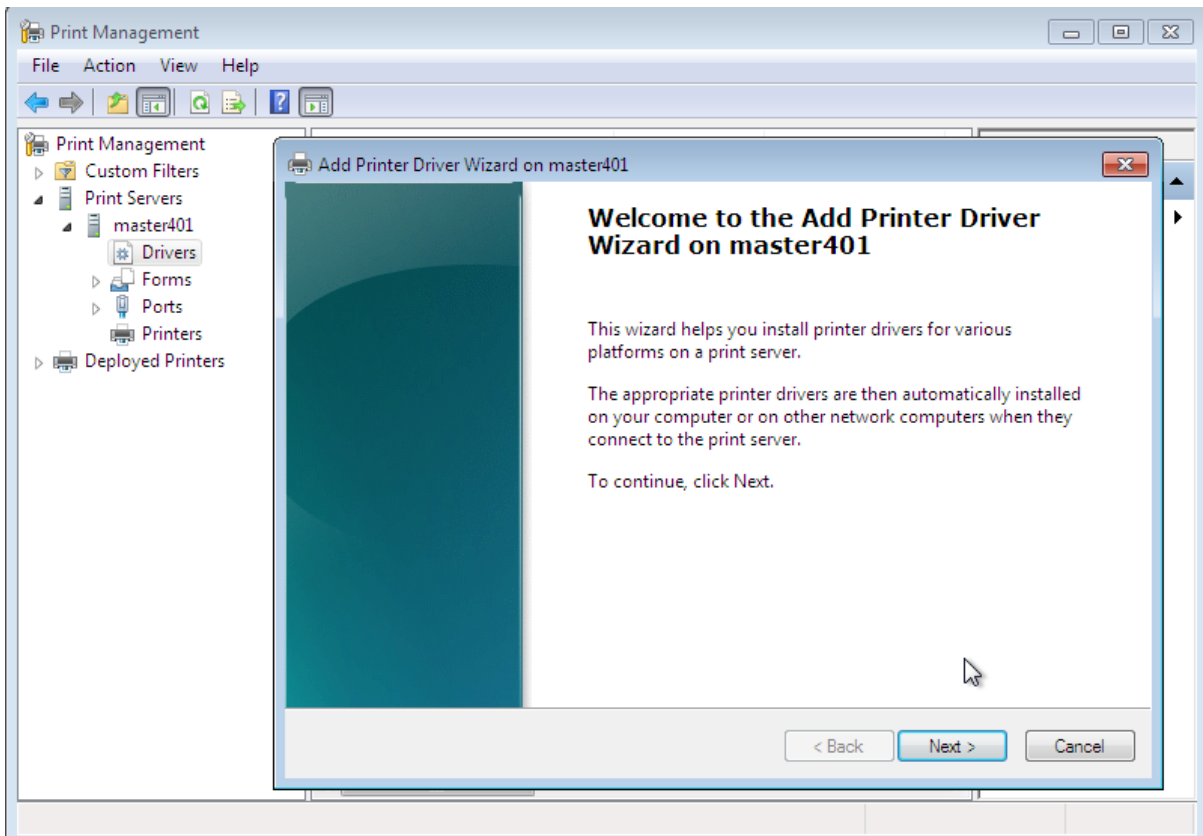 Print Management
File Action View Help
Print Management
Custom Filters
Print Servers
master401
Drivers
Forms
Ports
Printers
Deployed Printers
Add Printer Driver Wizard on master401
Welcome to the Add Printer Driver
Wizard on master401
This wizard helps you install printer drivers for various
platforms on a print server.
The appropriate printer drivers are then automatically installed
on your computer or on other network computers when they
connect to the print server.
To continue, click Next.
< Back Next > Cancel